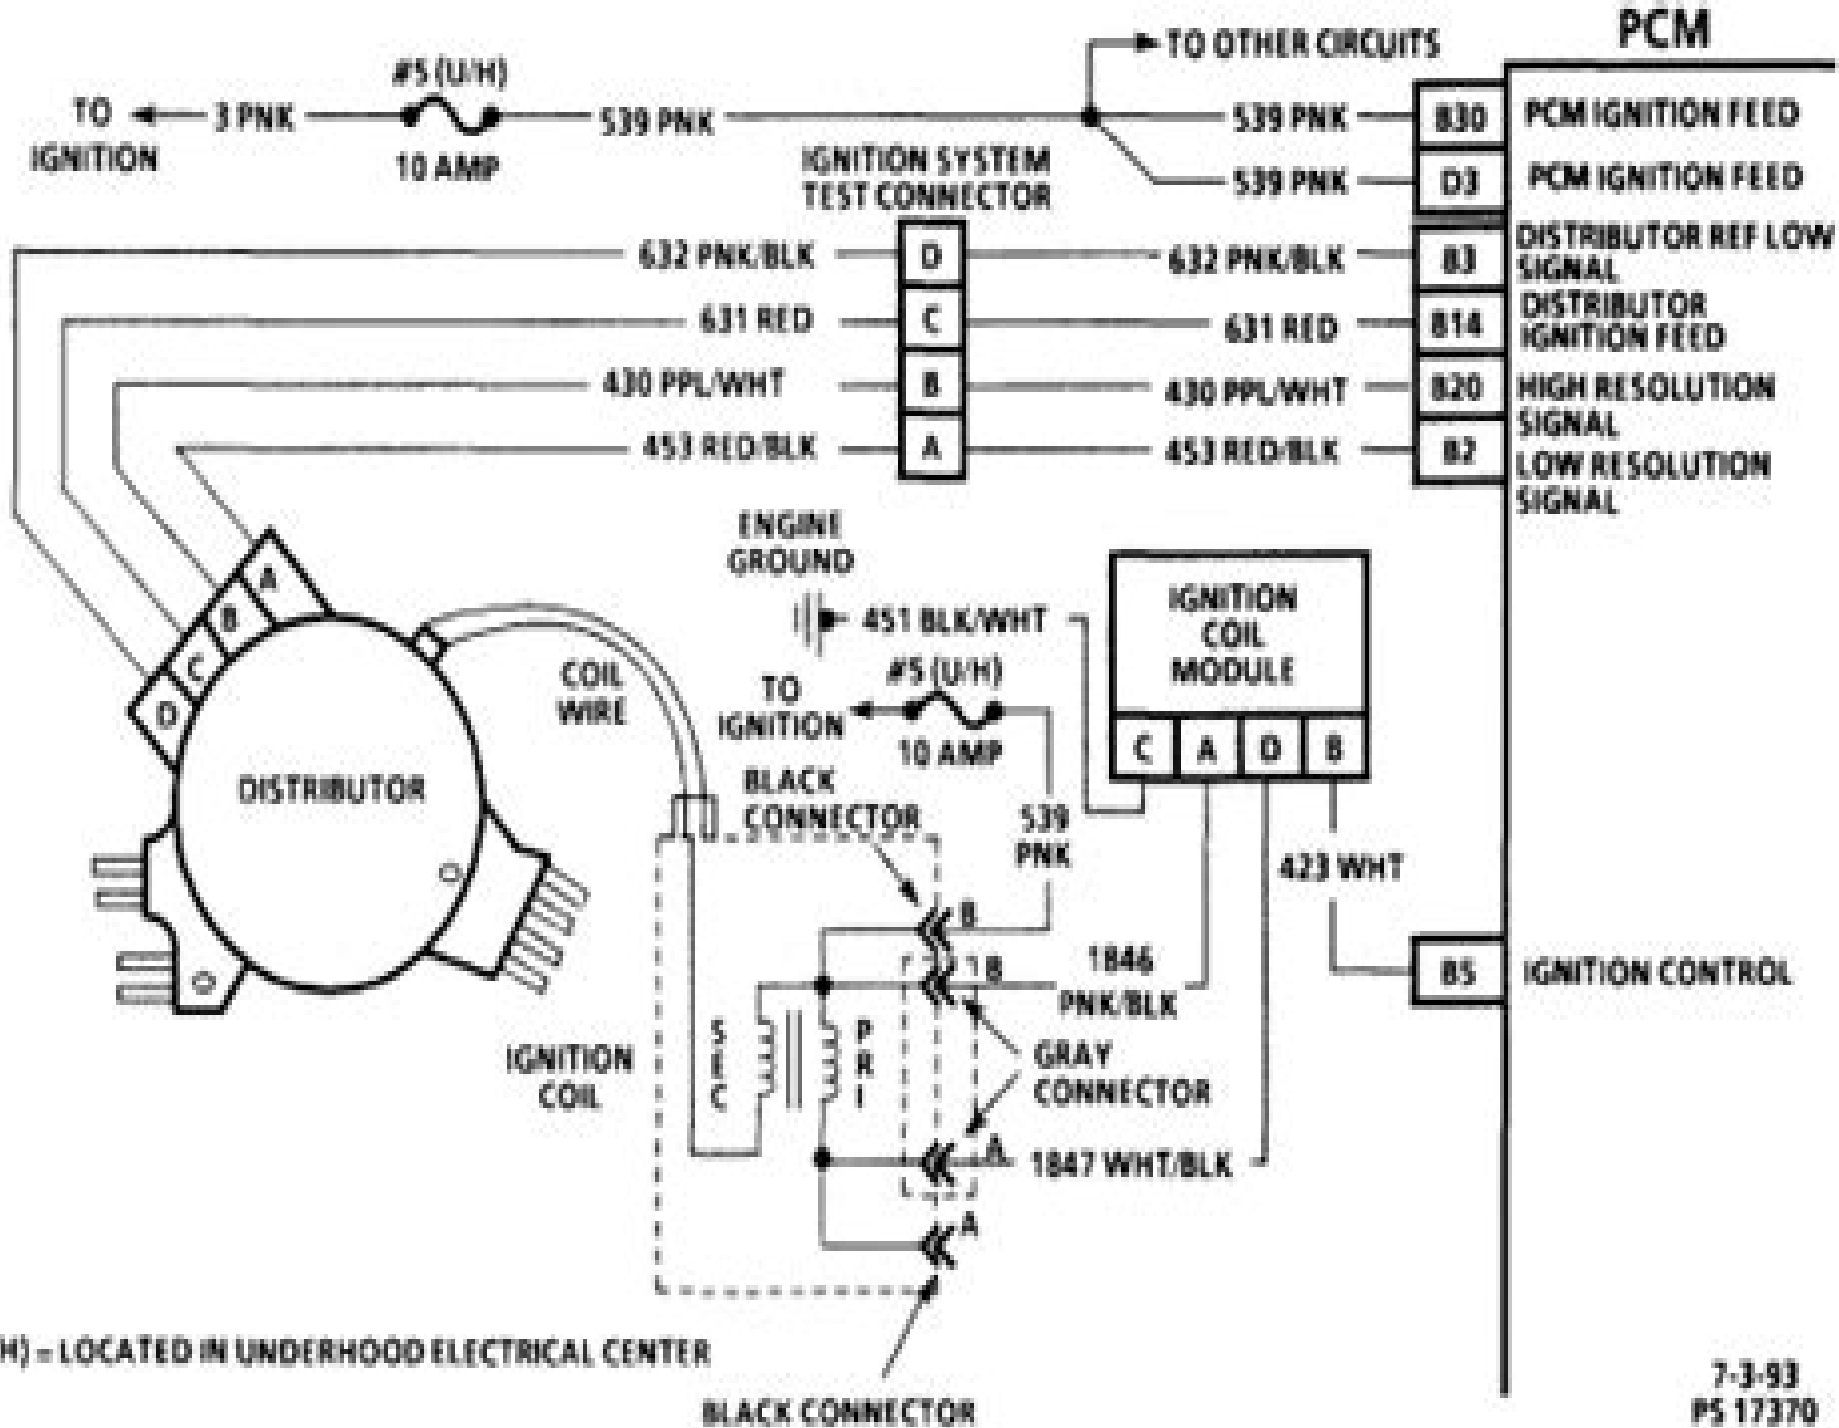 PCM
TO OTHER CIRCUITS
#5 (U/H)
TO IGNITION
3 PNK
539 PNK
10 AMP
539 PNK
B30
PCM IGNITION FEED
539 PNK
D3
PCM IGNITION FEED
IGNITION SYSTEM
TEST CONNECTOR
632 PNK/BLK
D
632 PNK/BLK
B3
DISTRIBUTOR REF LOW
SIGNAL
631 RED
C
631 RED
B14
DISTRIBUTOR
IGNITION FEED
430 PPL/WHT
B
430 PPL/WHT
B20
HIGH RESOLUTION
SIGNAL
453 RED/BLK
A
453 RED/BLK
B2
LOW RESOLUTION
SIGNAL
A
B
C
D
DISTRIBUTOR
COIL
WIRE
ENGINE
GROUND
451 BLK/WHT
IGNITION
COIL
MODULE
C
A
D
B
#5 (U/H)
TO
IGNITION
10 AMP
BLACK
CONNECTOR
539
PNK
423 WHT
B
B
1846
PNK/BLK
B5
IGNITION CONTROL
IGNITION
COIL
SEC
PRI
GRAY
CONNECTOR
A
1847 WHT/BLK
A
H) = LOCATED IN UNDERHOOD ELECTRICAL CENTER
BLACK CONNECTOR
7-3-93
PS 17370